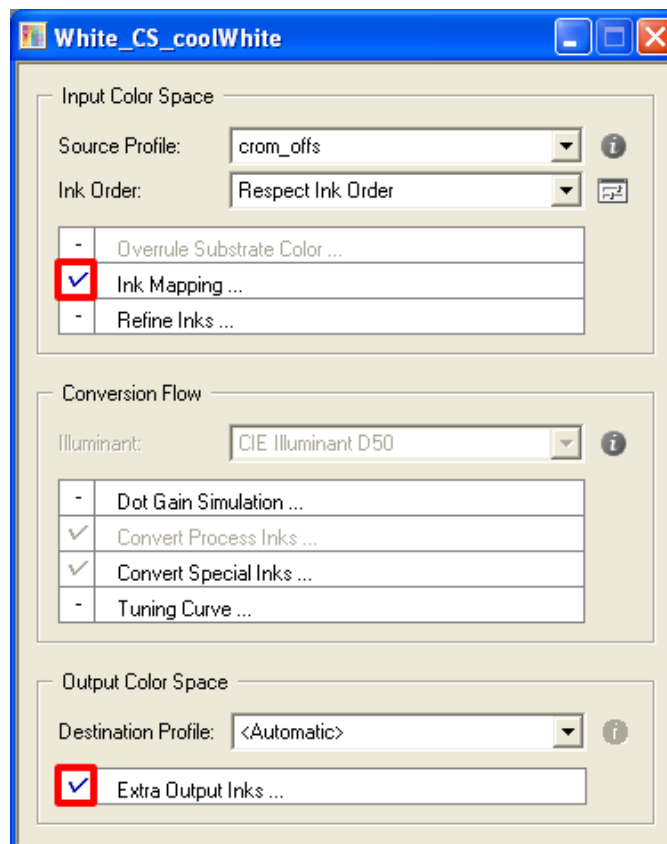 White_CS_coolWhite
Input Color Space
Source Profile: crom_offs
Ink Order: Respect Ink Order
- Overrule Substrate Color ...
Ink Mapping ...
- Refine Inks ...
Conversion Flow
Illuminant: CIE Illuminant D50
- Dot Gain Simulation ...
Convert Process Inks ...
Convert Special Inks ...
- Tuning Curve ...
Output Color Space
Destination Profile: <Automatic>
Extra Output Inks ...